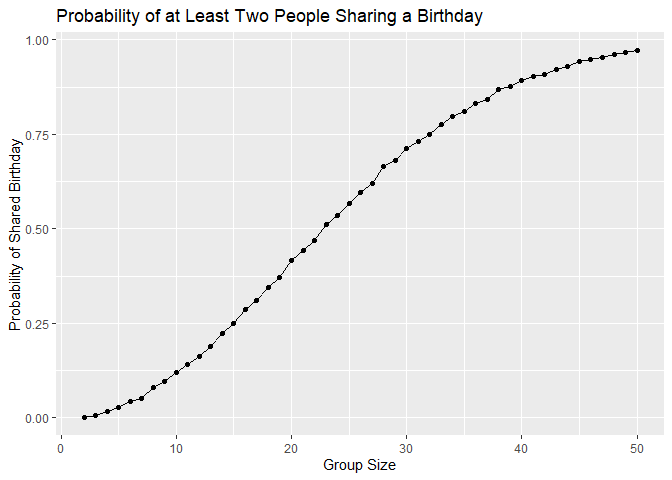 Probability of at Least Two People Sharing a Birthday
Probability of Shared Birthday
1.00
0.75
0.50
0.25
0.00
0 10 20 30 40 50
Group Size